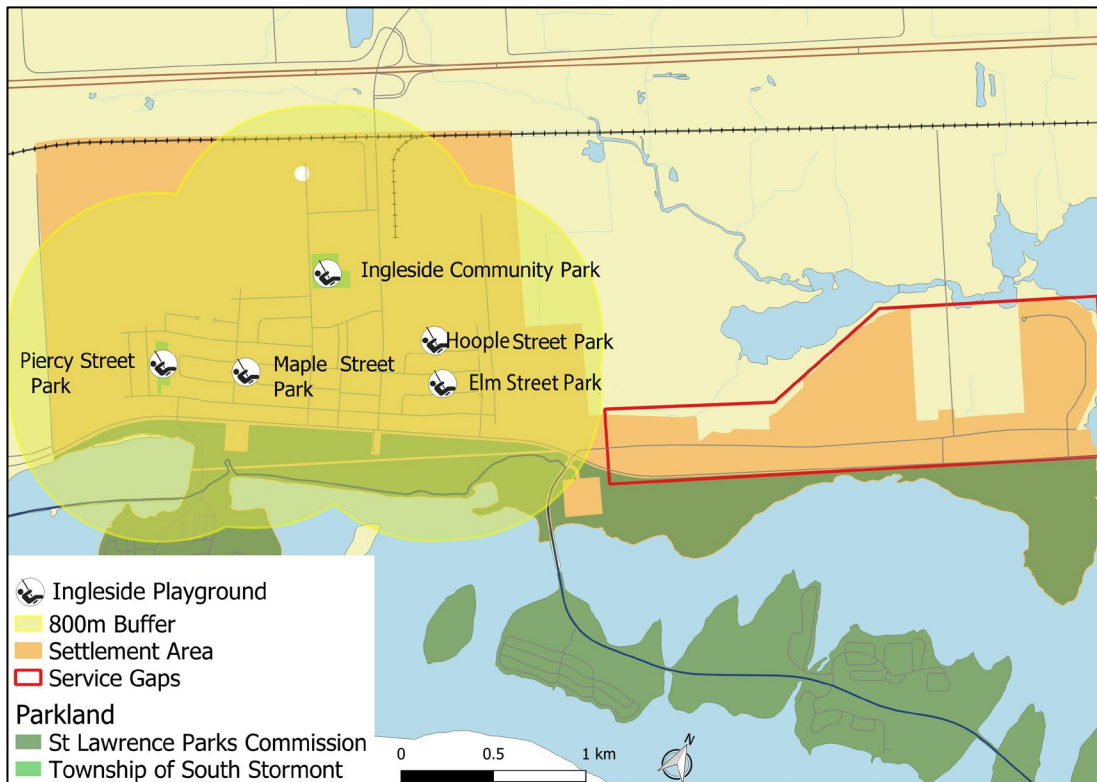 Ingleside Community Park
Hoople Street Park
Piercy Street
Park
Maple Street
Park
Elm Street Park
Ingleside Playground
800m Buffer
Settlement Area
Service Gaps
Parkland
St Lawrence Parks Commission
Township of South Stormont
0 0.5 1 km
N